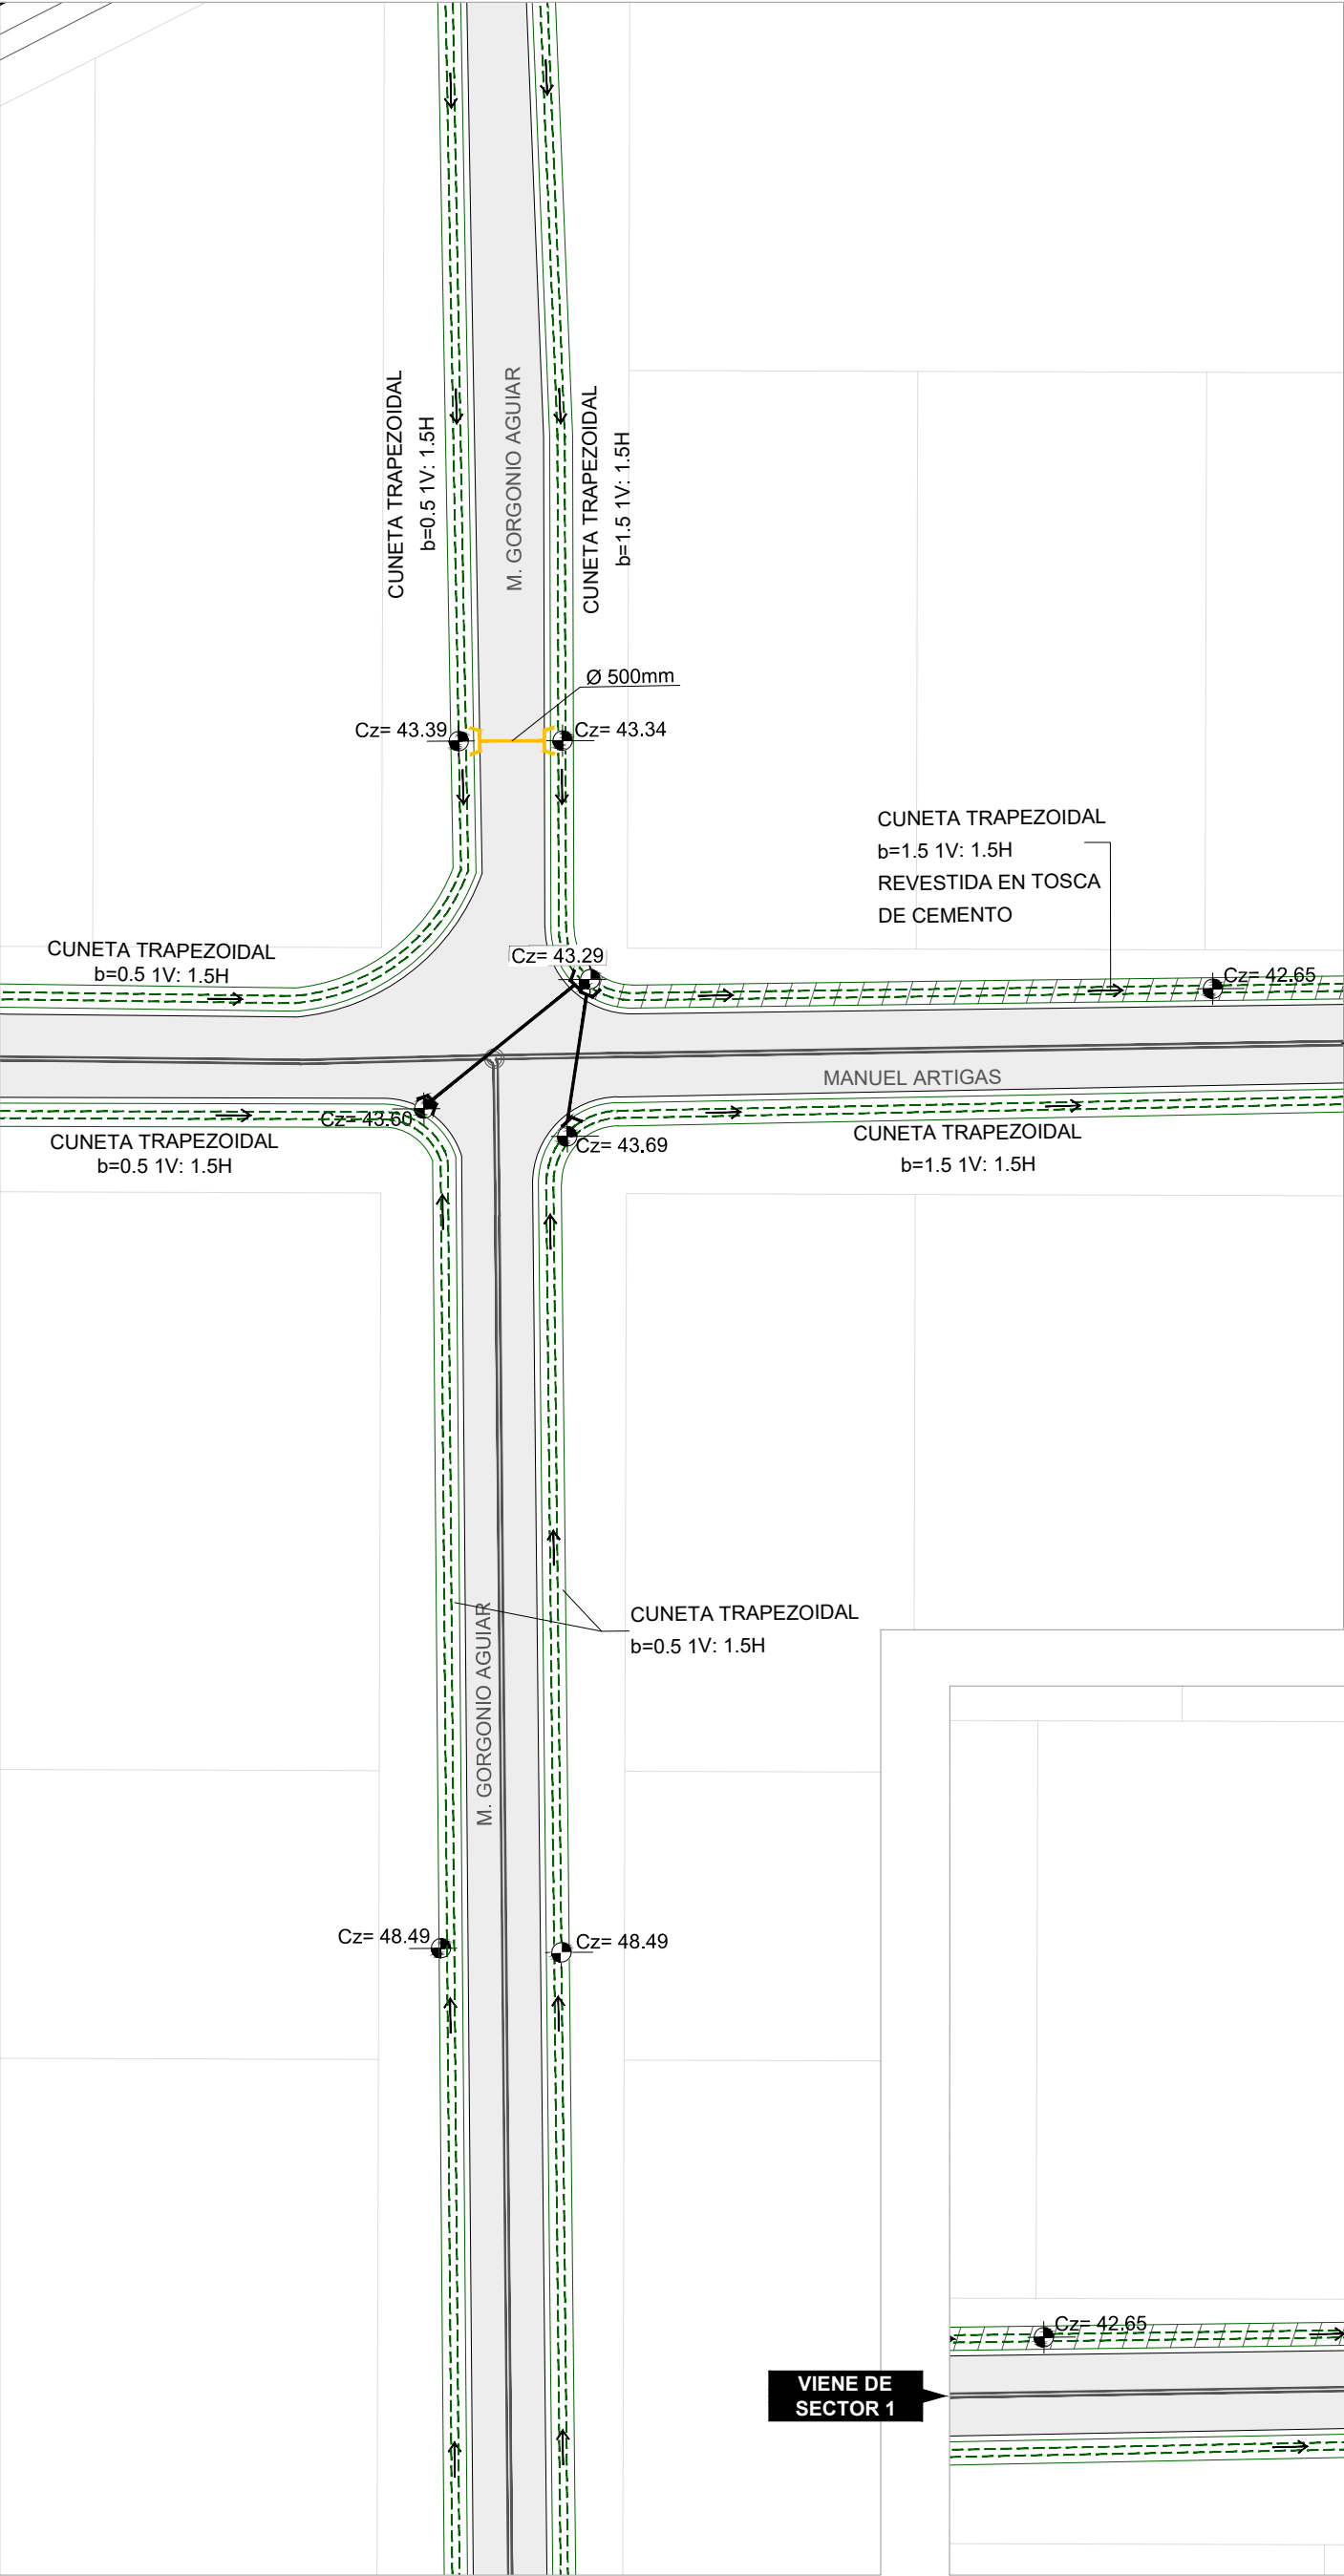 CUNETA TRAPEZOIDAL
b=0.5 1V: 1.5H
M. GORGONIO AGUIAR
CUNETA TRAPEZOIDAL
b=1.5 1V: 1.5H
Ø 500mm
Cz= 43.39
Cz= 43.34
CUNETA TRAPEZOIDAL
b=1.5 1V: 1.5H
REVESTIDA EN TOSCA
DE CEMENTO
CUNETA TRAPEZOIDAL
b=0.5 1V: 1.5H
Cz= 43.29
Cz= 42.65
MANUEL ARTIGAS
Cz= 43.60
CUNETA TRAPEZOIDAL
b=0.5 1V: 1.5H
Cz= 43.69
CUNETA TRAPEZOIDAL
b=1.5 1V: 1.5H
CUNETA TRAPEZOIDAL
b=0.5 1V: 1.5H
M. GORGONIO AGUIAR
Cz= 48.49
Cz= 48.49
Cz= 42.65
VIENE DE
SECTOR 1